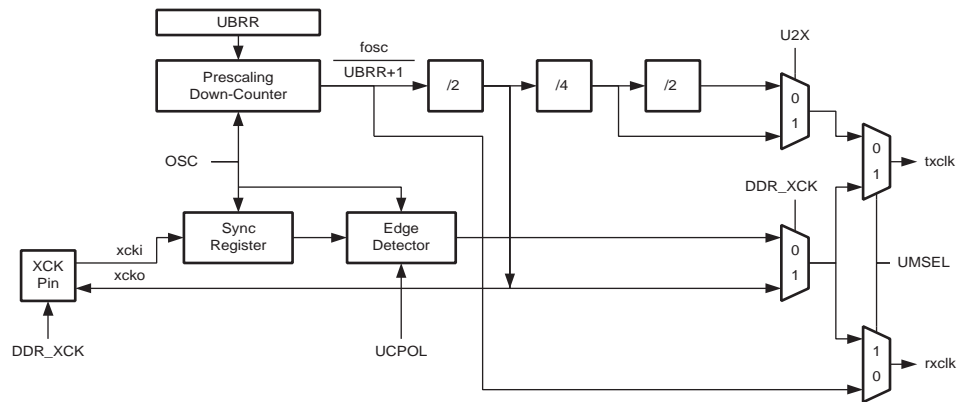 UBRR
fosc
U2X
Prescaling
Down-Counter
UBRR+1
/2
/4
/2
0
1
OSC
0
1
txclk
DDR_XCK
Sync
Register
Edge
Detector
xcki
0
1
XCK
Pin
xcko
UMSEL
DDR_XCK
UCPOL
1
0
rxclk